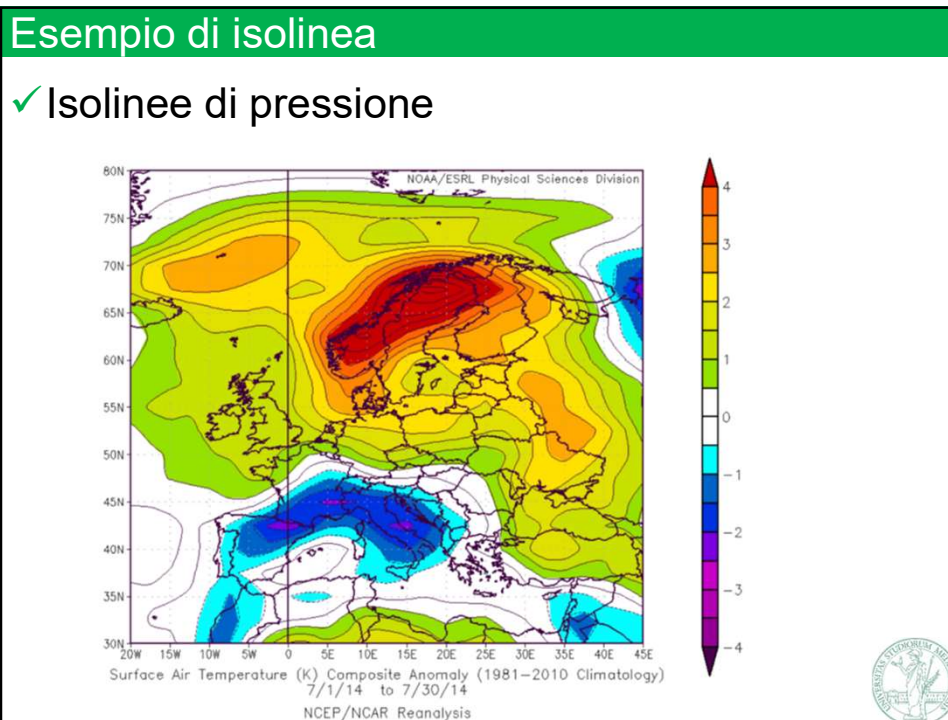 Esempio di isolinea
✓Isolinee di pressione
NOAA/ESRL Physical Sciences Division
80N
75N
70N
65N
60N
55N
50N
45N
40N
35N
30N
20W 15W 10W 5W 0 5E 10E 15E 20E 25E 30E 35E 40E 45E
4
3
2
1
0
−1
−2
−3
−4
Surface Air Temperature (K) Composite Anomaly (1981−2010 Climatology)
7/1/14 to 7/30/14
NCEP/NCAR Reanalysis
STUDIORUM